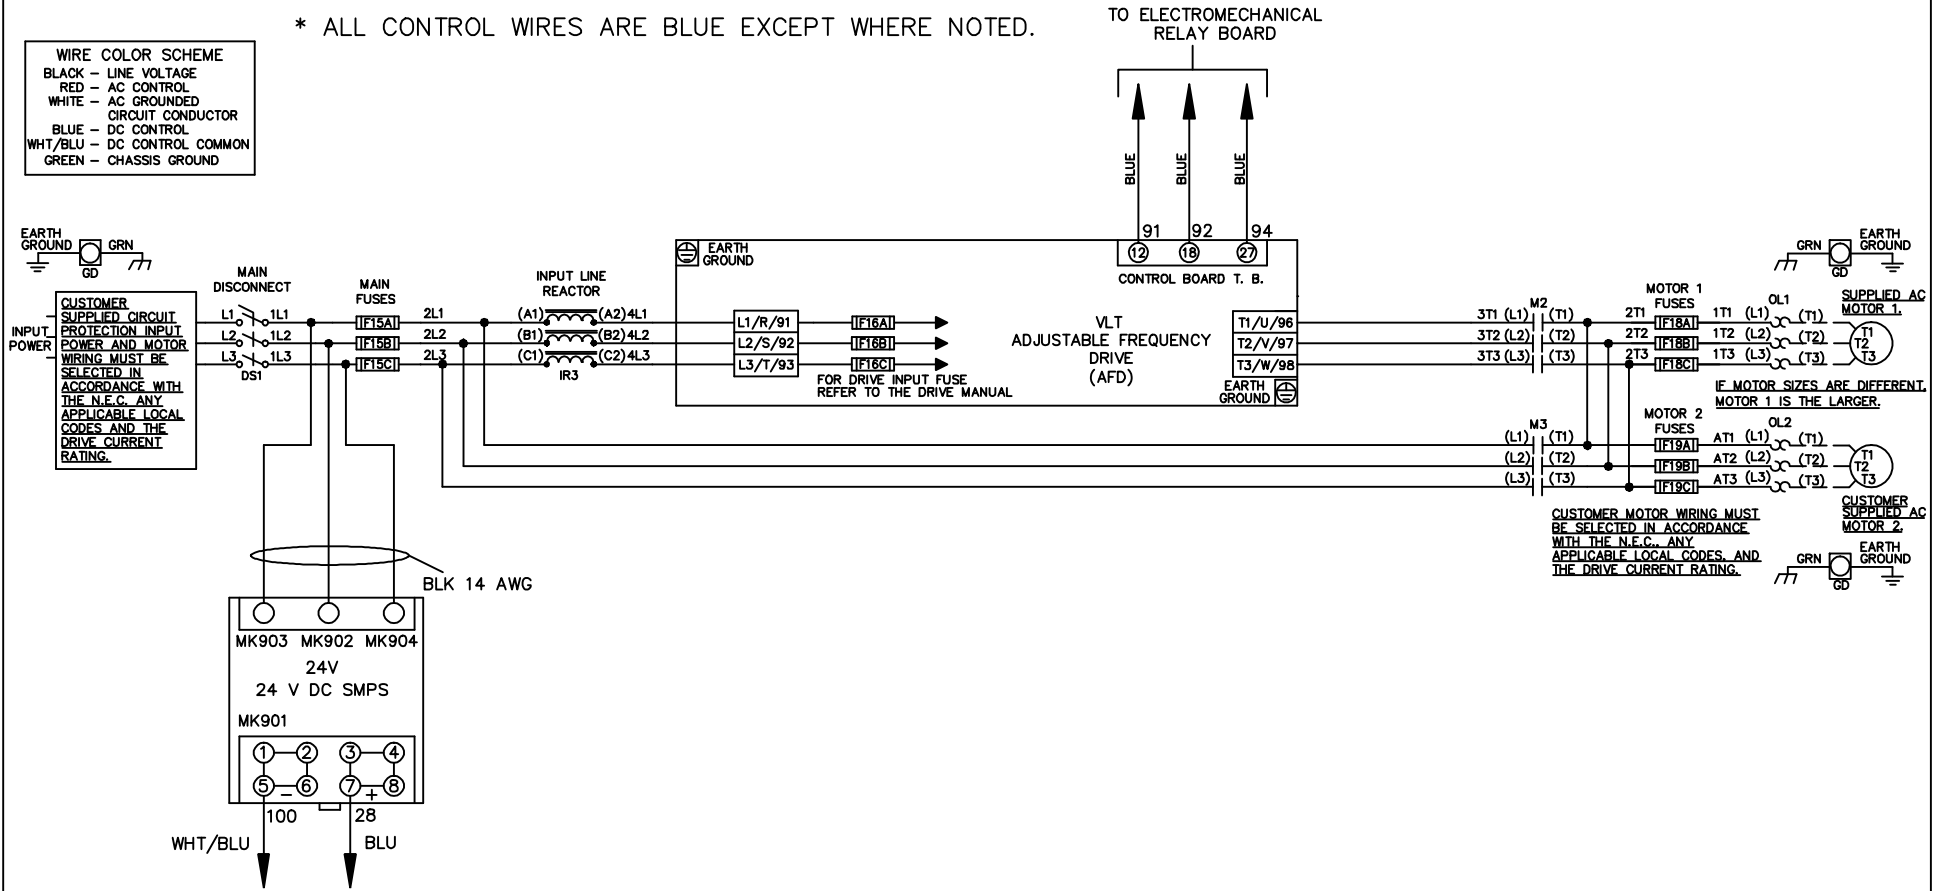 * ALL CONTROL WIRES ARE BLUE EXCEPT WHERE NOTED.
TO ELECTROMECHANICAL
RELAY BOARD
WIRE COLOR SCHEME
BLACK – LINE VOLTAGE
RED – AC CONTROL
WHITE – AC GROUNDED
CIRCUIT CONDUCTOR
BLUE – DC CONTROL
WHT/BLU – DC CONTROL COMMON
GREEN – CHASSIS GROUND
BLUE
BLUE
BLUE
91 92 94
12 18 27
CONTROL BOARD T. B.
EARTH
GROUND
GRN
GD
INPUT
POWER
CUSTOMER
SUPPLIED CIRCUIT
PROTECTION INPUT
POWER AND MOTOR
WIRING MUST BE
SELECTED IN
ACCORDANCE WITH
THE N.E.C. ANY
APPLICABLE LOCAL
CODES AND THE
DRIVE CURRENT
RATING.
MAIN
DISCONNECT
L1 1L1
L2 1L2
L3 1L3
DS1
MAIN
FUSES
F15A
F15B
F15C
2L1
2L2
2L3
INPUT LINE
REACTOR
(A1) (A2) 4L1
(B1) (B2) 4L2
(C1) (C2) 4L3
IR3
EARTH
GROUND
L1/R/91
L2/S/92
L3/T/93
F16A
F16B
F16C
FOR DRIVE INPUT FUSE
REFER TO THE DRIVE MANUAL
VLT
ADJUSTABLE FREQUENCY
DRIVE
(AFD)
T1/U/96
T2/V/97
T3/W/98
EARTH
GROUND
M2
3T1 (L1) (T1)
3T2 (L2) (T2)
3T3 (L3) (T3)
2T1
2T2
2T3
MOTOR 1
FUSES
F18A
F18B
F18C
OL1
1T1 (L1) (T1)
1T2 (L2) (T2)
1T3 (L3) (T3)
T1
T2
T3
GRN
EARTH
GROUND
GD
SUPPLIED AC
MOTOR 1.
IF MOTOR SIZES ARE DIFFERENT,
MOTOR 1 IS THE LARGER.
M3
(L1) (T1)
(L2) (T2)
(L3) (T3)
MOTOR 2
FUSES
F19A
F19B
F19C
OL2
AT1 (L1) (T1)
AT2 (L2) (T2)
AT3 (L3) (T3)
T1
T2
T3
CUSTOMER
SUPPLIED AC
MOTOR 2.
CUSTOMER MOTOR WIRING MUST
BE SELECTED IN ACCORDANCE
WITH THE N.E.C., ANY
APPLICABLE LOCAL CODES, AND
THE DRIVE CURRENT RATING.
GRN
EARTH
GROUND
GD
BLK 14 AWG
MK903 MK902 MK904
24V
24 V DC SMPS
MK901
1 2 3 4
5 6 7 8
– +
100 28
WHT/BLU BLU